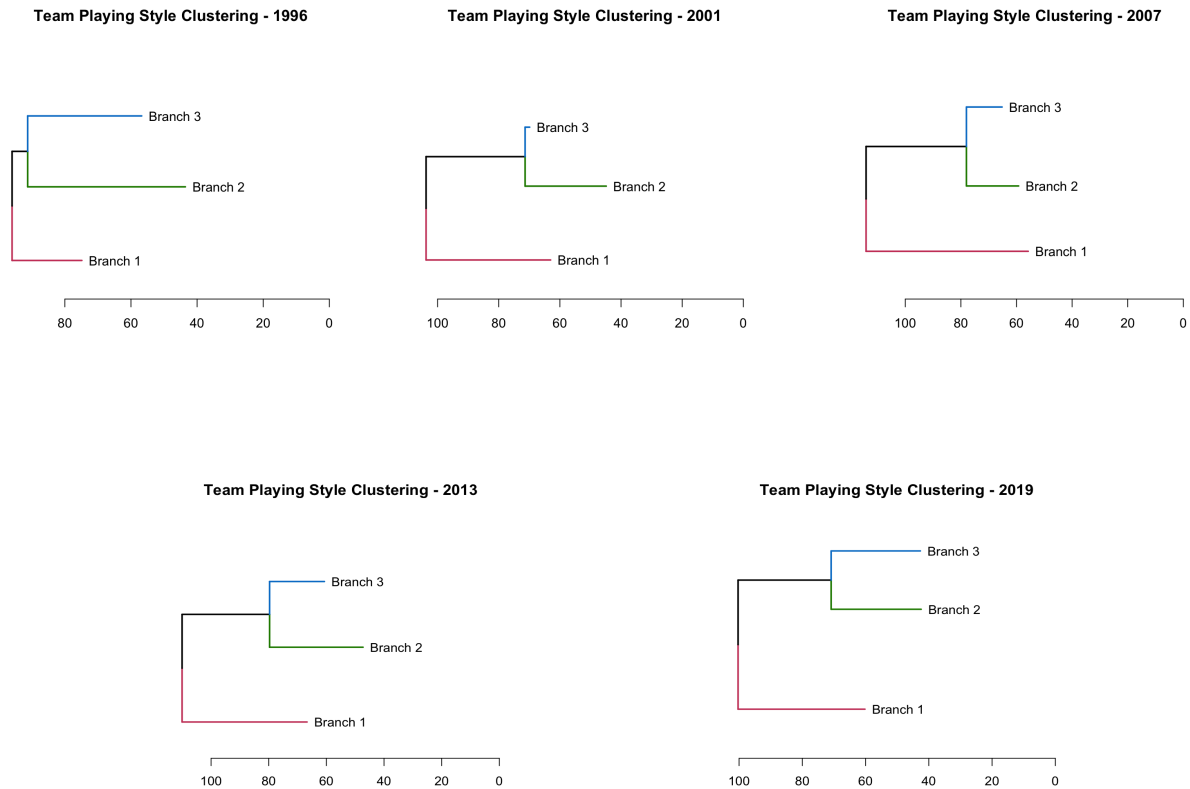 Team Playing Style Clustering - 1996
Branch 3
Branch 2
Branch 1
80 60 40 20 0
Team Playing Style Clustering - 2001
Branch 3
Branch 2
Branch 1
100 80 60 40 20 0
Team Playing Style Clustering - 2007
Branch 3
Branch 2
Branch 1
100 80 60 40 20 0
Team Playing Style Clustering - 2013
Branch 3
Branch 2
Branch 1
100 80 60 40 20 0
Team Playing Style Clustering - 2019
Branch 3
Branch 2
Branch 1
100 80 60 40 20 0